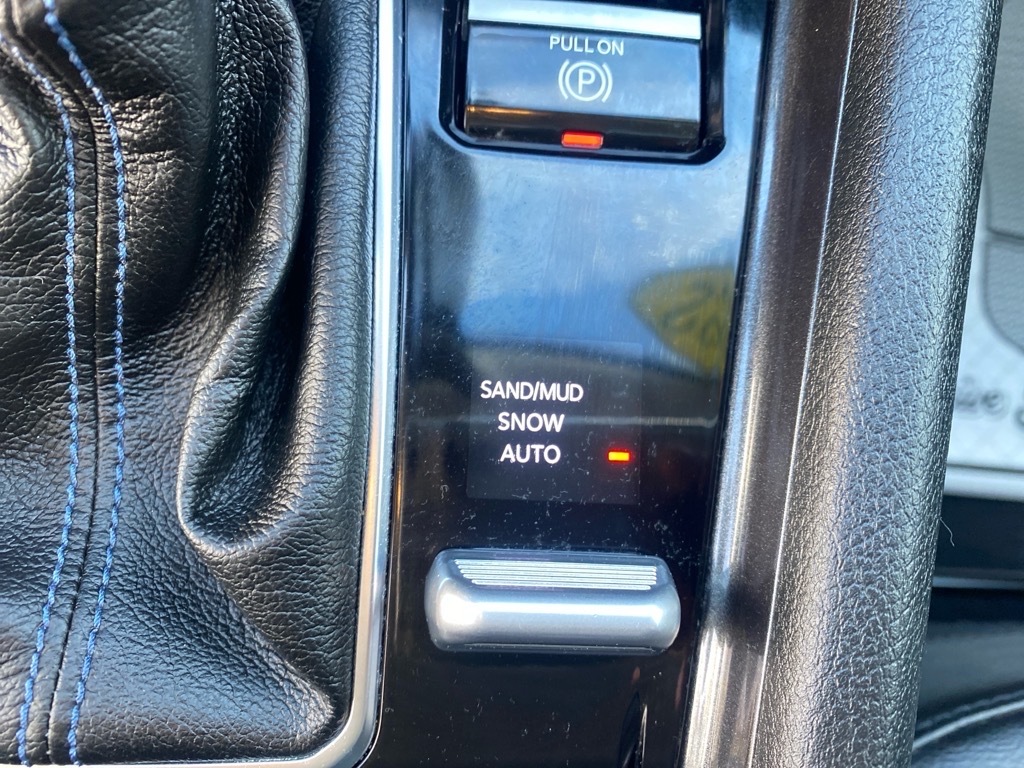 PULL ON
(P)
SAND/MUD
SNOW
AUTO